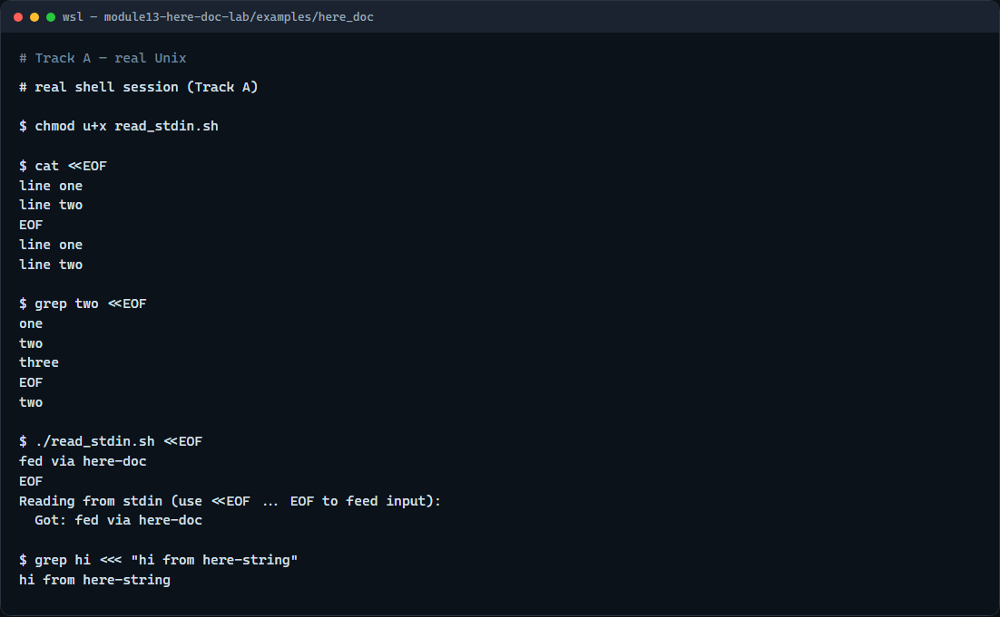 wsl — module13-here-doc-lab/examples/here_doc
# Track A — real Unix
# real shell session (Track A)
$ chmod u+x read_stdin.sh
$ cat <<EOF
line one
line two
EOF
line one
line two
$ grep two <<EOF
one
two
three
EOF
two
$ ./read_stdin.sh <<EOF
fed via here-doc
EOF
Reading from stdin (use <<EOF ... EOF to feed input):
  Got: fed via here-doc
$ grep hi <<< "hi from here-string"
hi from here-string